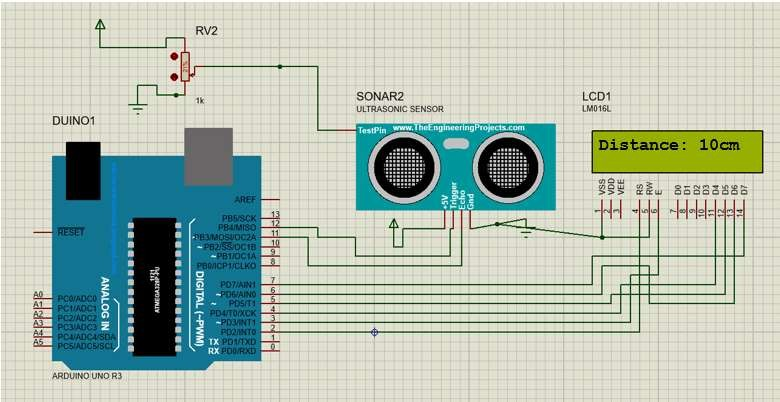 RV2
21%
1k
SONAR2
ULTRASONIC SENSOR
LCD1
LM016L
DUINO1
TestPin
www.TheEngineeringProjects.com
Distance: 10cm
+5V
Trigger
Echo
Gnd
VSS
VDD
VEE
RS
RW
E
D0
D1
D2
D3
D4
D5
D6
D7
1
2
3
4
5
6
7
8
9
10
11
12
13
14
AREF
PB5/SCK 13
PB4/MISO 12
~ PB3/MOSI/OC2A 11
~ PB2/SS/OC1B 10
~ PB1/OC1A 9
PB0/ICP1/CLKO 8
PD7/AIN1 7
~ PD6/AIN0 6
~ PD5/T1 5
PD4/T0/XCK 4
~ PD3/INT1 3
PD2/INT0 2
TX PD1/TXD 1
RX PD0/RXD 0
RESET
ANALOG IN
A0 PC0/ADC0
A1 PC1/ADC1
A2 PC2/ADC2
A3 PC3/ADC3
A4 PC4/ADC4/SDA
A5 PC5/ADC5/SCL
ATMEGA328P-PU
DIGITAL (~PWM)
ARDUINO UNO R3